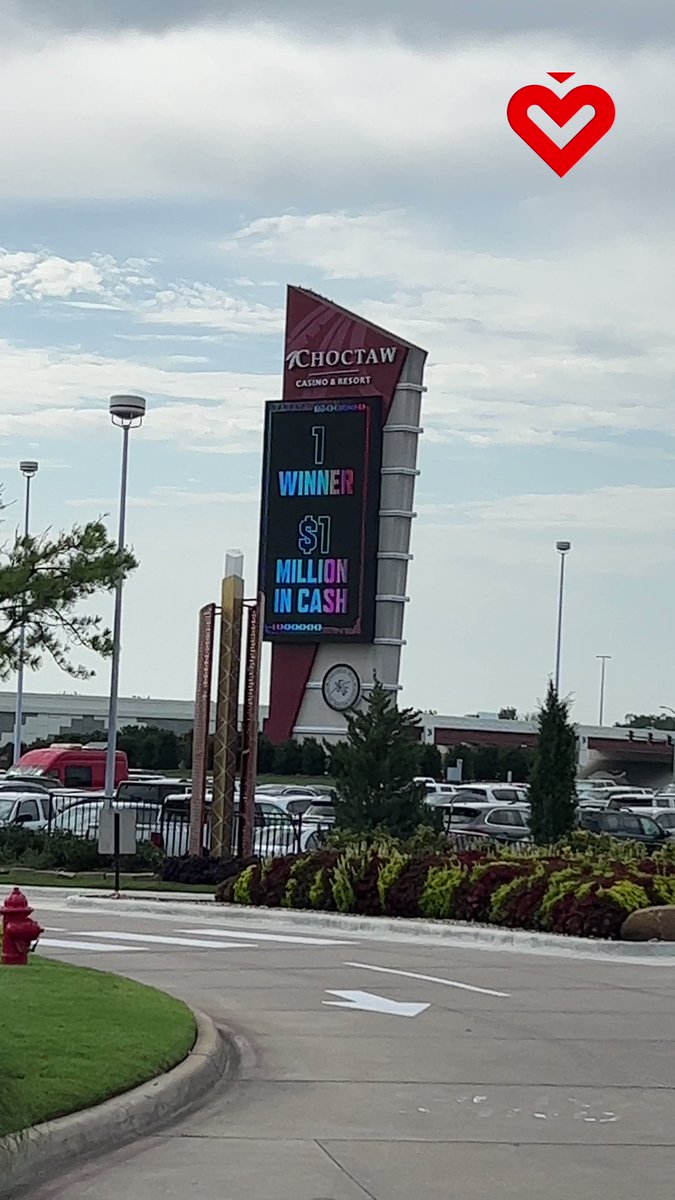 CHOCTAW
CASINO & RESORT
1
WINNER
$1
MILLION
IN CASH